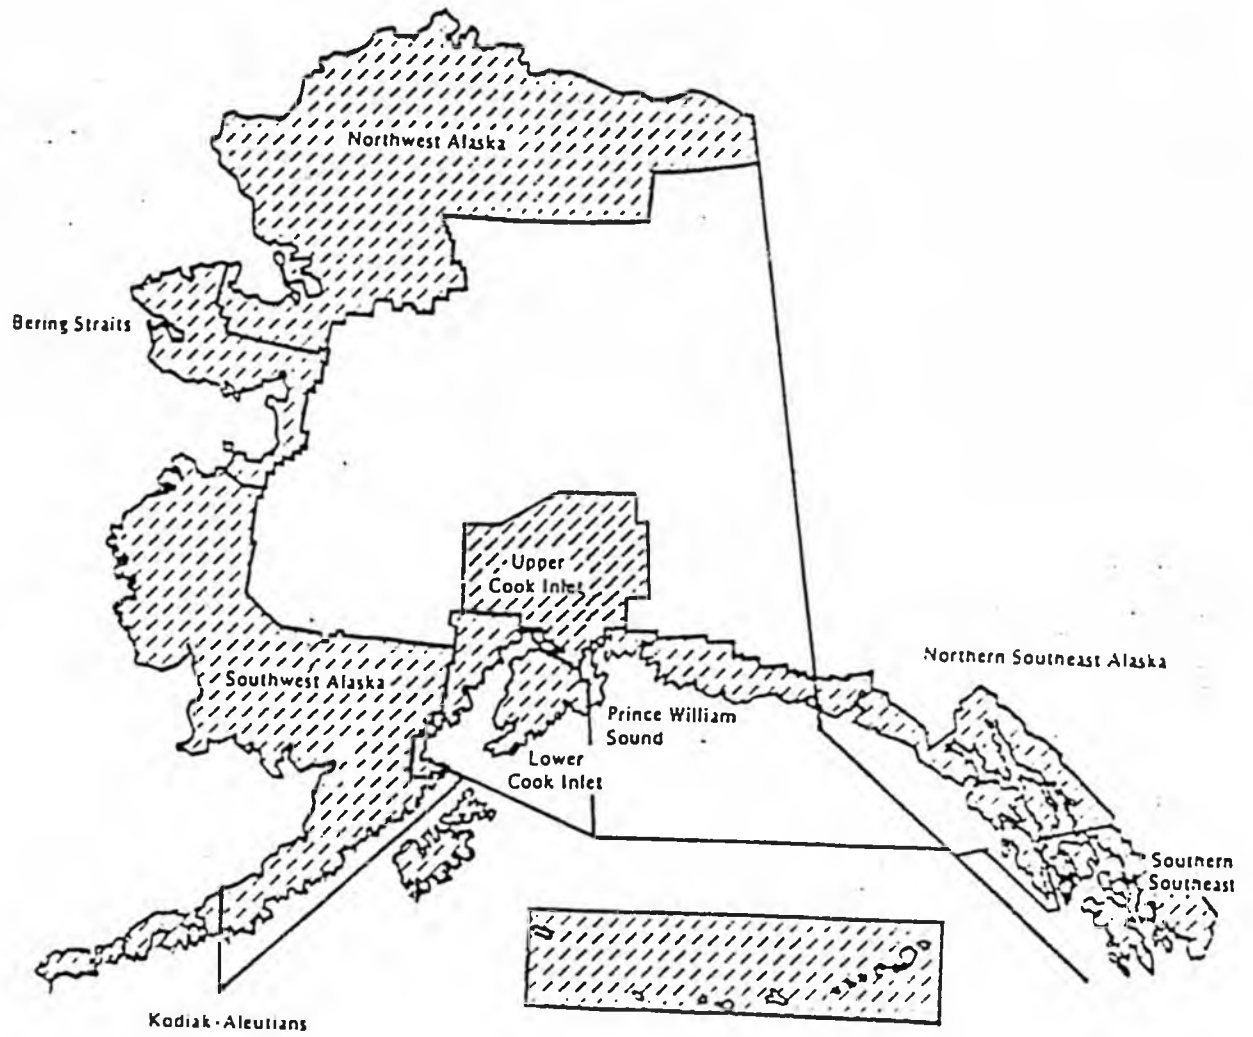 Northwest Alaska
Bering Straits
Upper
Cook Inlet
Northern Southeast Alaska
Southwest Alaska
Prince William
Sound
Lower
Cook Inlet
Southern
Southeast
Kodiak-Aleutians